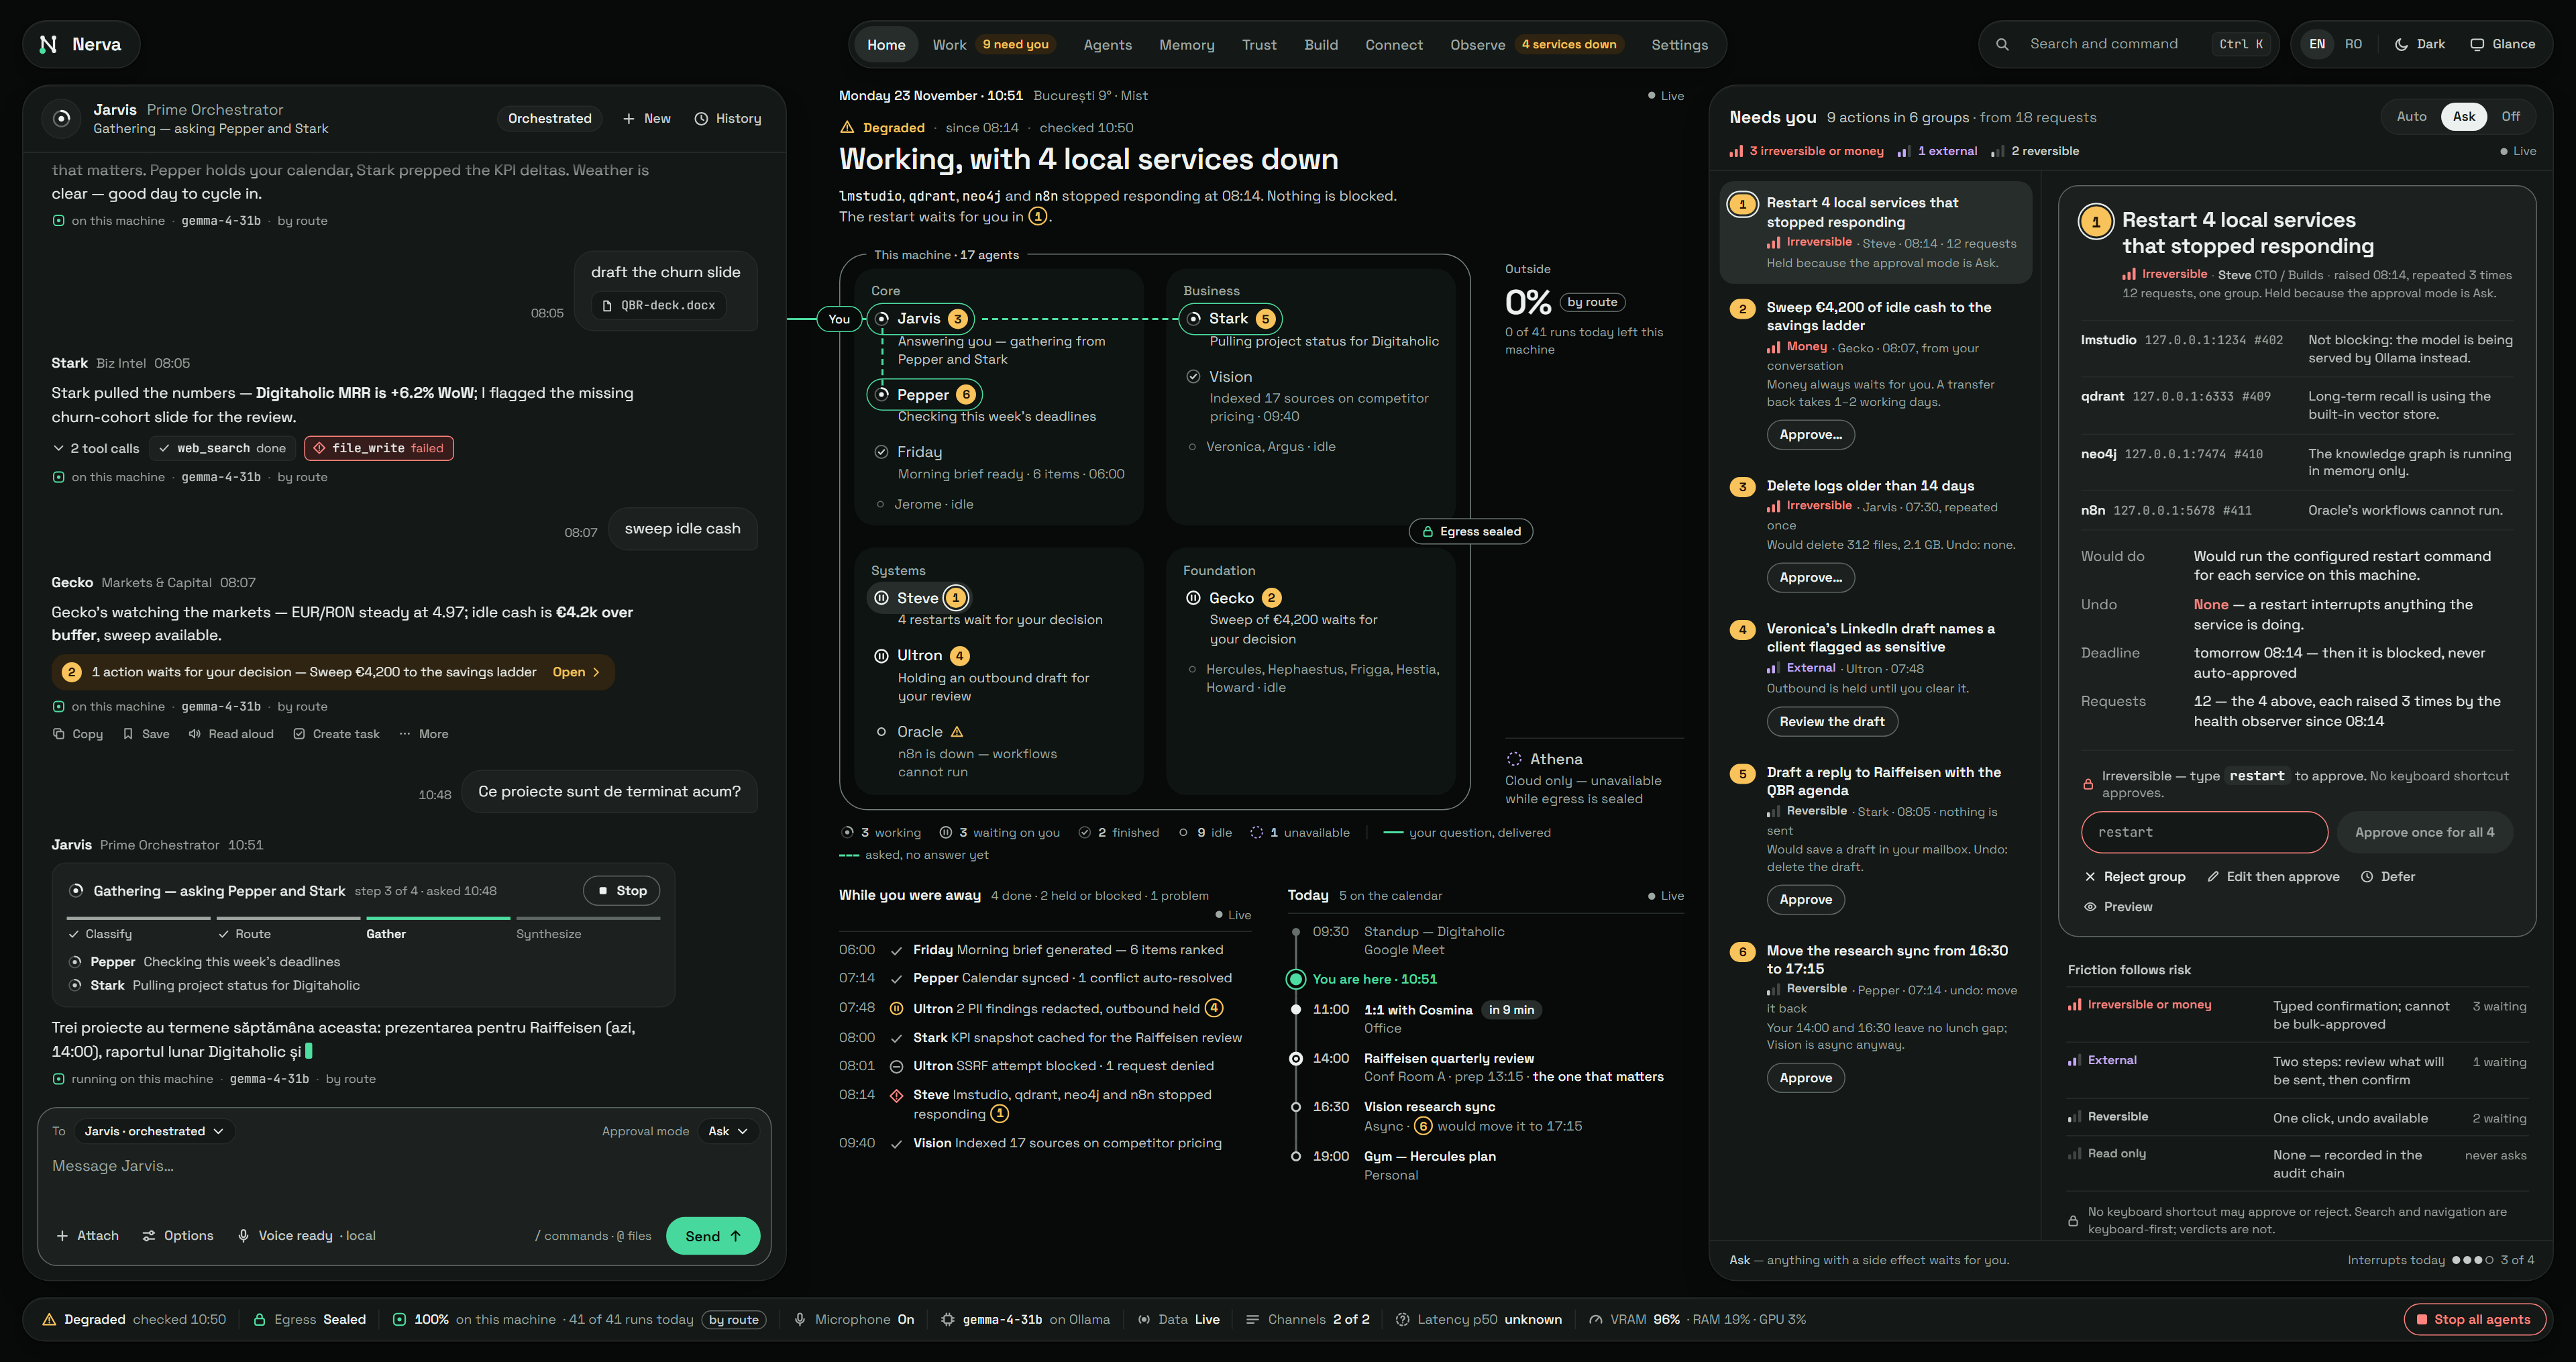 Nerva
Home
Work 9 need you
Agents
Memory
Trust
Build
Connect
Observe 4 services down
Settings
Search and command Ctrl K
EN RO
Dark
Glance
Jarvis Prime Orchestrator
Gathering — asking Pepper and Stark
Orchestrated
New
History
that matters. Pepper holds your calendar, Stark prepped the KPI deltas. Weather is
clear — good day to cycle in.
on this machine · gemma-4-31b · by route
draft the churn slide
08:05
QBR-deck.docx
Stark Biz Intel 08:05
Stark pulled the numbers — Digitaholic MRR is +6.2% WoW; I flagged the missing
churn-cohort slide for the review.
2 tool calls web_search done file_write failed
on this machine · gemma-4-31b · by route
08:07 sweep idle cash
Gecko Markets & Capital 08:07
Gecko's watching the markets — EUR/RON steady at 4.97; idle cash is €4.2k over
buffer, sweep available.
2 1 action waits for your decision — Sweep €4,200 to the savings ladder Open
on this machine · gemma-4-31b · by route
Copy Save Read aloud Create task More
10:48 Ce proiecte sunt de terminat acum?
Jarvis Prime Orchestrator 10:51
Gathering — asking Pepper and Stark step 3 of 4 · asked 10:48 Stop
Classify Route Gather Synthesize
Pepper Checking this week's deadlines
Stark Pulling project status for Digitaholic
Trei proiecte au termene săptămâna aceasta: prezentarea pentru Raiffeisen (azi,
14:00), raportul lunar Digitaholic și
running on this machine · gemma-4-31b · by route
To Jarvis · orchestrated Approval mode Ask
Message Jarvis…
Attach Options Voice ready · local / commands · @ files Send
Monday 23 November · 10:51 București 9° · Mist Live
Degraded · since 08:14 · checked 10:50
Working, with 4 local services down
lmstudio, qdrant, neo4j and n8n stopped responding at 08:14. Nothing is blocked.
The restart waits for you in 1.
This machine · 17 agents
You
Core
Jarvis 3
Answering you — gathering from
Pepper and Stark
Pepper 6
Checking this week's deadlines
Friday
Morning brief ready · 6 items · 06:00
Jerome · idle
Business
Stark 5
Pulling project status for Digitaholic
Vision
Indexed 17 sources on competitor
pricing · 09:40
Veronica, Argus · idle
Systems
Steve 1
4 restarts wait for your decision
Ultron 4
Holding an outbound draft for
your review
Oracle
n8n is down — workflows
cannot run
Foundation
Gecko 2
Sweep of €4,200 waits for
your decision
Hercules, Hephaestus, Frigga, Hestia,
Howard · idle
Outside
0% by route
0 of 41 runs today left this
machine
Egress sealed
Athena
Cloud only — unavailable
while egress is sealed
3 working 3 waiting on you 2 finished 9 idle 1 unavailable your question, delivered
asked, no answer yet
While you were away 4 done · 2 held or blocked · 1 problem
Live
06:00 Friday Morning brief generated — 6 items ranked
07:14 Pepper Calendar synced · 1 conflict auto-resolved
07:48 Ultron 2 PII findings redacted, outbound held 4
08:00 Stark KPI snapshot cached for the Raiffeisen review
08:01 Ultron SSRF attempt blocked · 1 request denied
08:14 Steve lmstudio, qdrant, neo4j and n8n stopped
responding 1
09:40 Vision Indexed 17 sources on competitor pricing
Today 5 on the calendar Live
09:30 Standup — Digitaholic
Google Meet
You are here · 10:51
11:00 1:1 with Cosmina in 9 min
Office
14:00 Raiffeisen quarterly review
Conf Room A · prep 13:15 · the one that matters
16:30 Vision research sync
Async · 6 would move it to 17:15
19:00 Gym — Hercules plan
Personal
Needs you 9 actions in 6 groups · from 18 requests
Auto Ask Off
3 irreversible or money 1 external 2 reversible Live
1 Restart 4 local services that
stopped responding
Irreversible · Steve · 08:14 · 12 requests
Held because the approval mode is Ask.
2 Sweep €4,200 of idle cash to the
savings ladder
Money · Gecko · 08:07, from your
conversation
Money always waits for you. A transfer
back takes 1–2 working days.
Approve…
3 Delete logs older than 14 days
Irreversible · Jarvis · 07:30, repeated
once
Would delete 312 files, 2.1 GB. Undo: none.
Approve…
4 Veronica's LinkedIn draft names a
client flagged as sensitive
External · Ultron · 07:48
Outbound is held until you clear it.
Review the draft
5 Draft a reply to Raiffeisen with the
QBR agenda
Reversible · Stark · 08:05 · nothing is
sent
Would save a draft in your mailbox. Undo:
delete the draft.
Approve
6 Move the research sync from 16:30
to 17:15
Reversible · Pepper · 07:14 · undo: move
it back
Your 14:00 and 16:30 leave no lunch gap;
Vision is async anyway.
Approve
1 Restart 4 local services
that stopped responding
Irreversible · Steve CTO / Builds · raised 08:14, repeated 3 times
12 requests, one group. Held because the approval mode is Ask.
lmstudio 127.0.0.1:1234 #402 Not blocking: the model is being
served by Ollama instead.
qdrant 127.0.0.1:6333 #409 Long-term recall is using the
built-in vector store.
neo4j 127.0.0.1:7474 #410 The knowledge graph is running
in memory only.
n8n 127.0.0.1:5678 #411 Oracle's workflows cannot run.
Would do Would run the configured restart command
for each service on this machine.
Undo None — a restart interrupts anything the
service is doing.
Deadline tomorrow 08:14 — then it is blocked, never
auto-approved
Requests 12 — the 4 above, each raised 3 times by the
health observer since 08:14
Irreversible — type restart to approve. No keyboard shortcut
approves.
restart Approve once for all 4
Reject group Edit then approve Defer
Preview
Friction follows risk
Irreversible or money Typed confirmation; cannot
be bulk-approved 3 waiting
External Two steps: review what will
be sent, then confirm 1 waiting
Reversible One click, undo available 2 waiting
Read only None — recorded in the
audit chain never asks
No keyboard shortcut may approve or reject. Search and navigation are
keyboard-first; verdicts are not.
Ask — anything with a side effect waits for you.
Interrupts today 3 of 4
Degraded checked 10:50 Egress Sealed 100% on this machine · 41 of 41 runs today by route Microphone On gemma-4-31b on Ollama Data Live Channels 2 of 2 Latency p50 unknown VRAM 96% · RAM 19% · GPU 3% Stop all agents